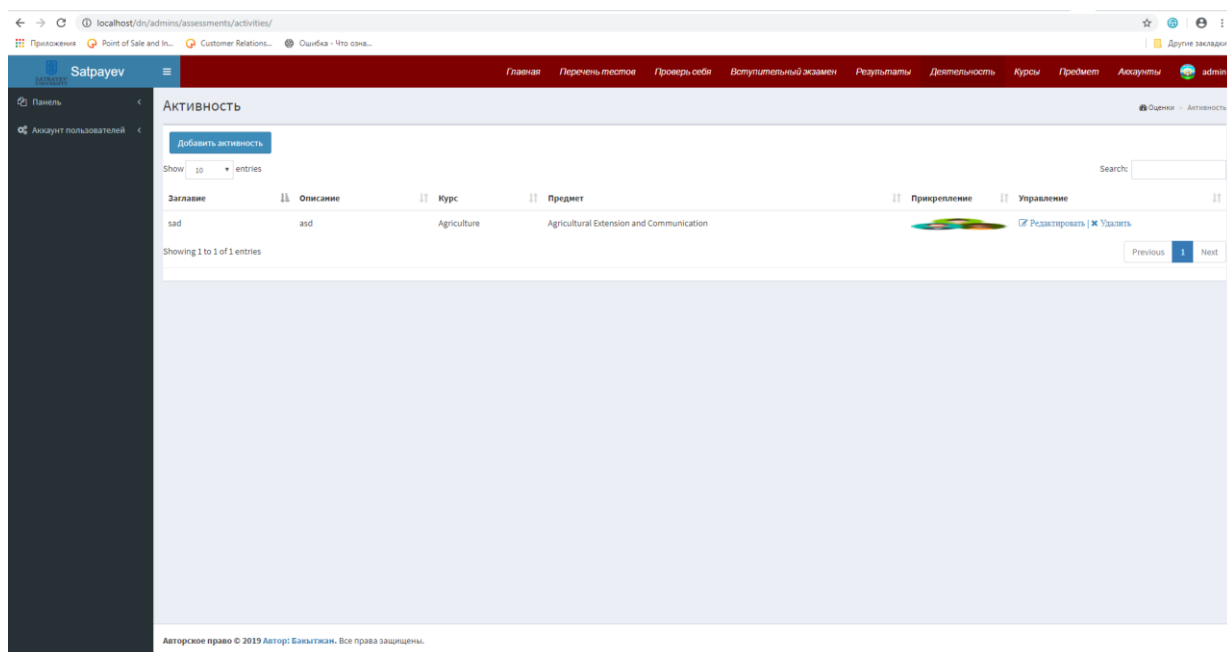 localhost/dn/admins/assessments/activities/
Приложения Point of Sale and In... Customer Relations... Ошибка - Что озна... Другие закладки
SATBAYEV UNIVERSITY Satpayev Главная Перечень тестов Проверь себя Вступительный экзамен Результаты Деятельность Курсы Предмет Аккаунты admin
Панель
Аккаунт пользователей
Активность Оценки > Активность
Добавить активность
Show 10 entries Search:
Заглавие Описание Курс Предмет Прикрепление Управление
sad asd Agriculture Agricultural Extension and Communication Редактировать | Удалить
Showing 1 to 1 of 1 entries Previous 1 Next
Авторское право © 2019 Автор: Бакытжан. Все права защищены.